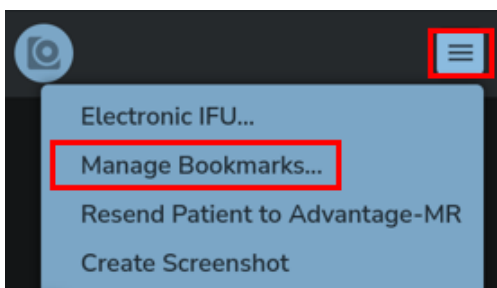 Electronic IFU...
Manage Bookmarks...
Resend Patient to Advantage-MR
Create Screenshot